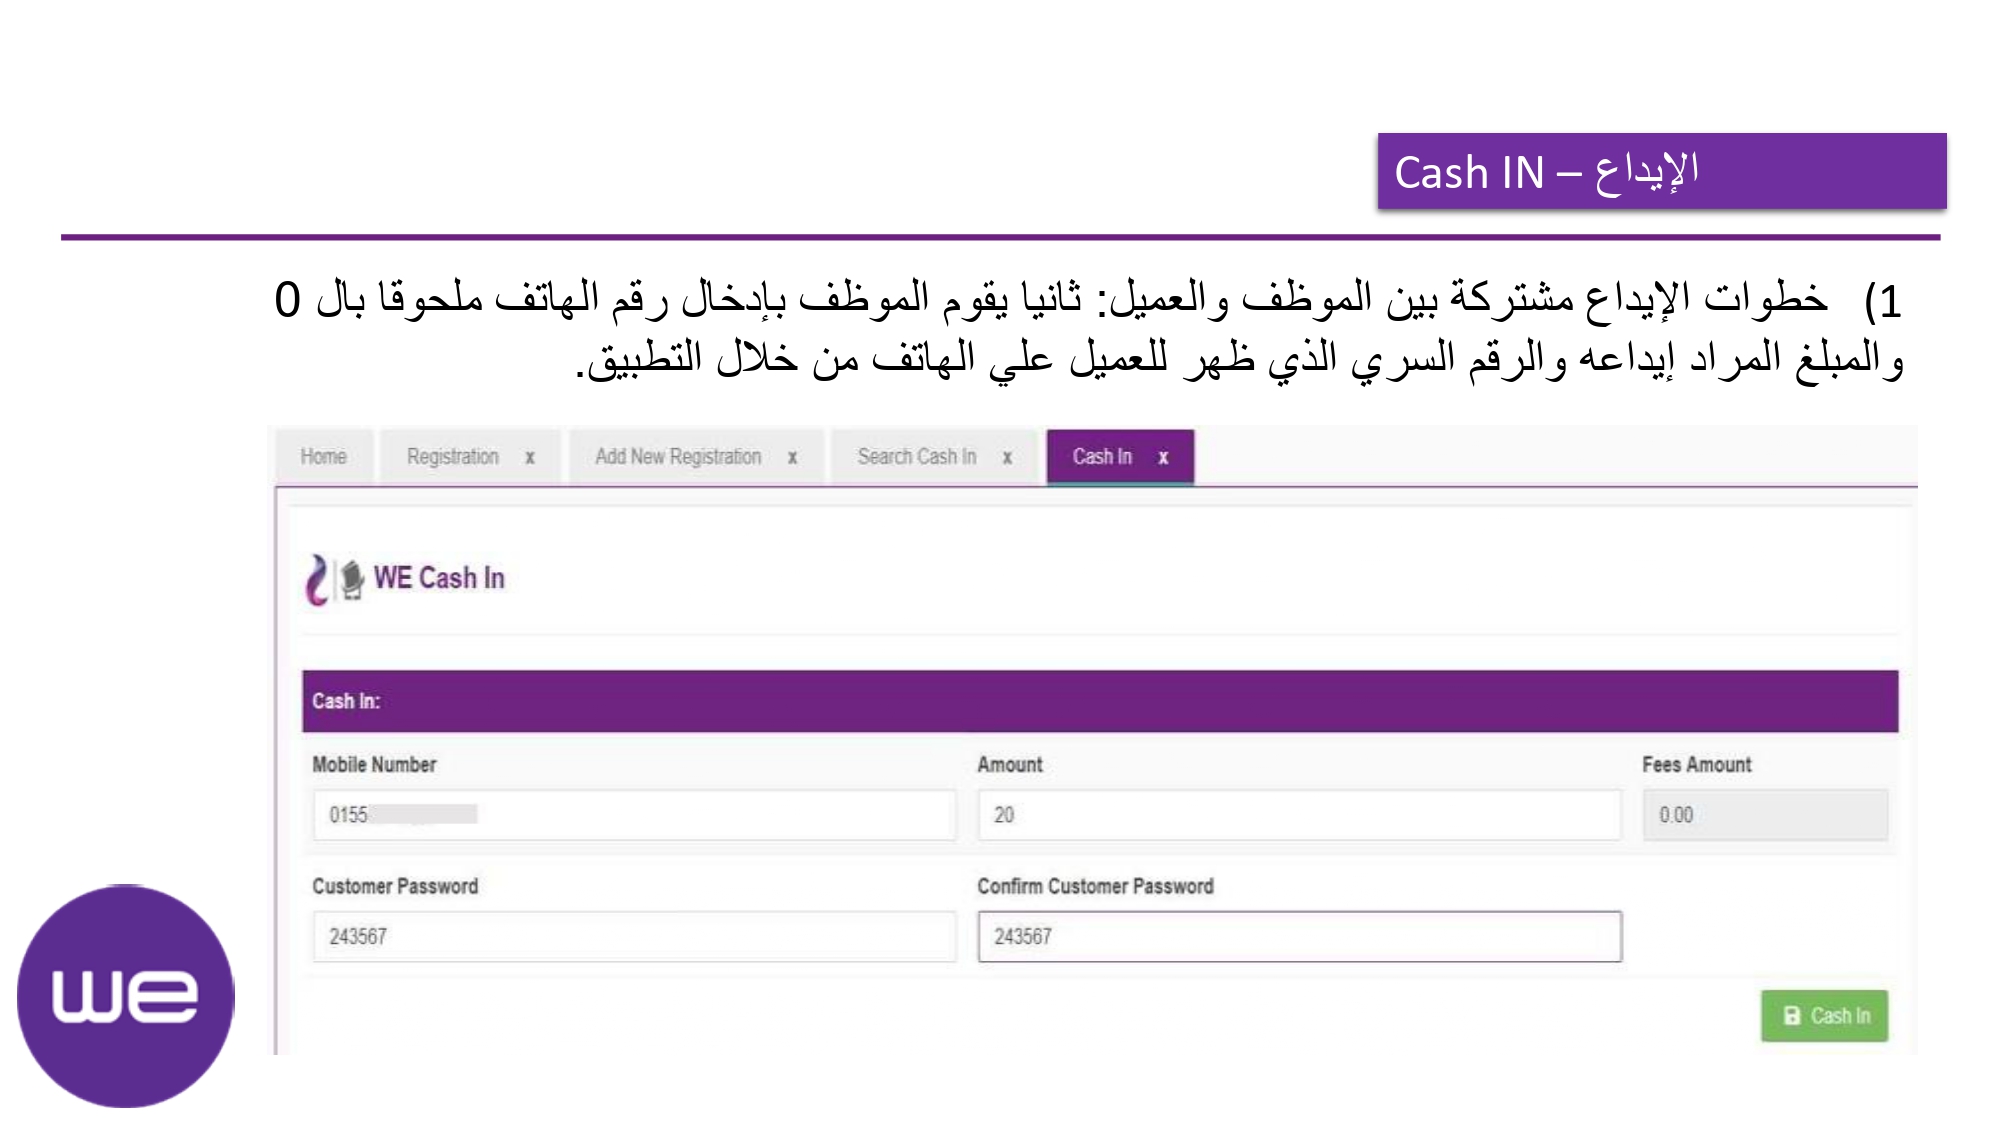 Cash IN – الإيداع
1) خطوات الإيداع مشتركة بين الموظف والعميل: ثانيا يقوم الموظف بإدخال رقم الهاتف ملحوقا بال 0
والمبلغ المراد إيداعه والرقم السري الذي ظهر للعميل علي الهاتف من خلال التطبيق.
Home Registration x Add New Registration x Search Cash In x Cash In x
WE Cash In
Cash In:
Mobile Number Amount Fees Amount
0155 20 0.00
Customer Password Confirm Customer Password
243567 243567
Cash In
we